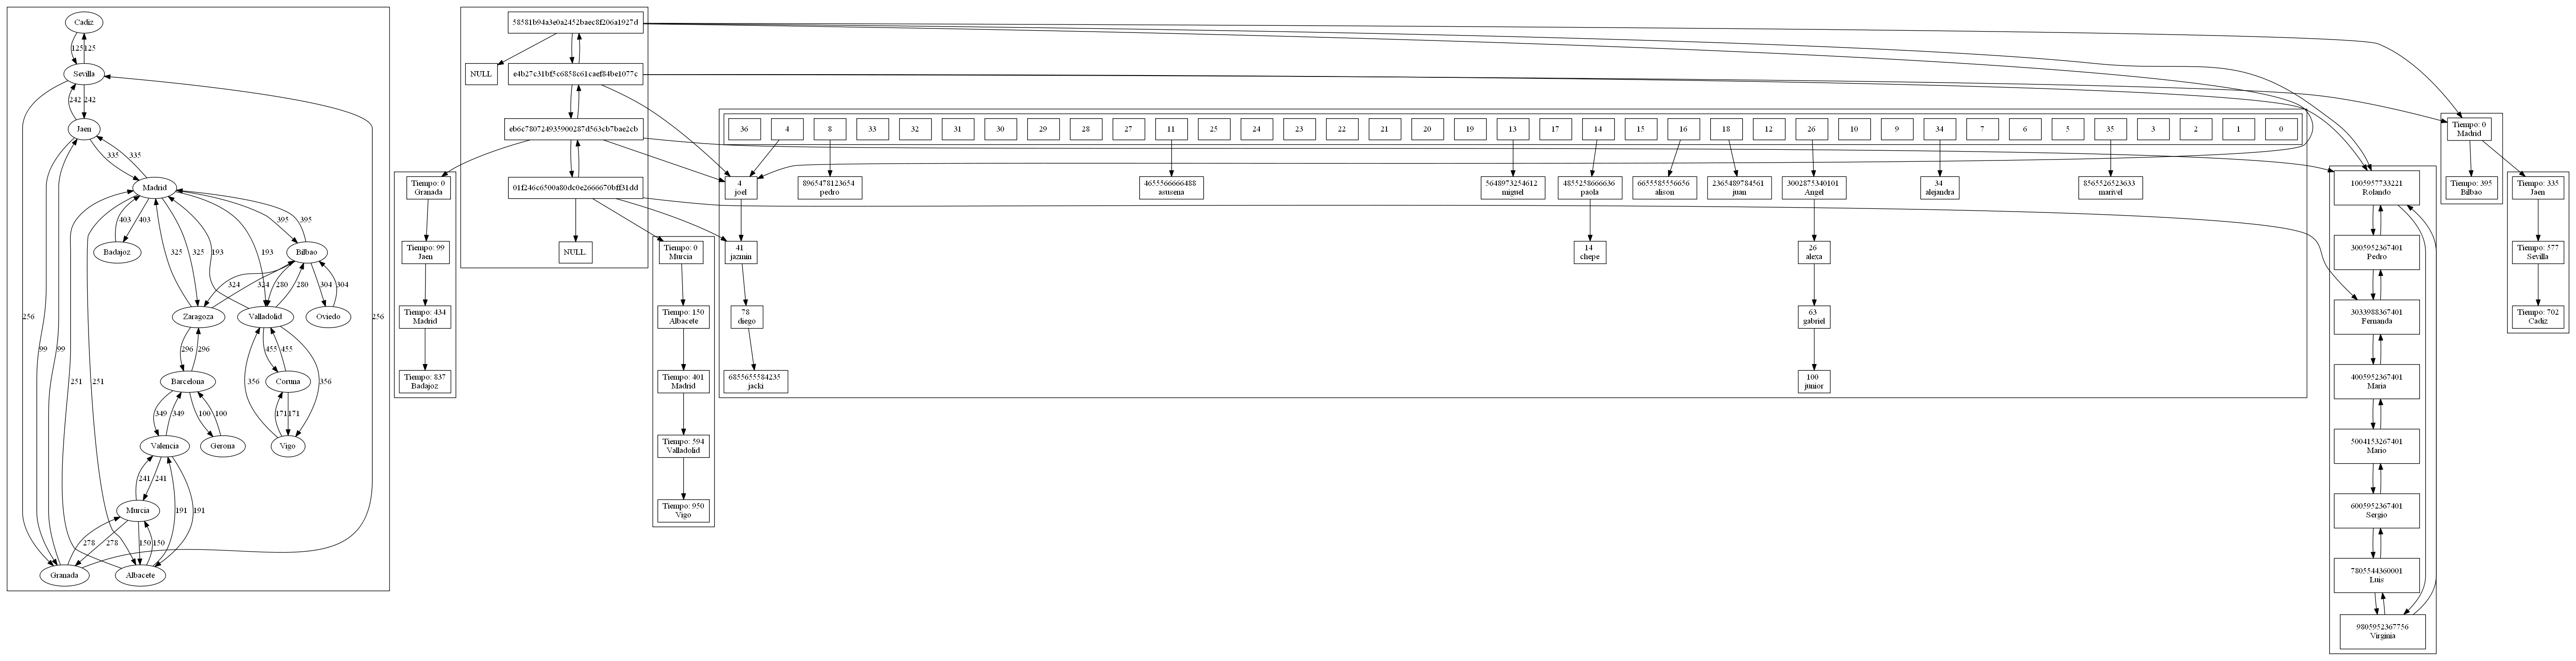 Cadiz
125
125
Sevilla
242
242
Jaen
335
335
Madrid
403
403
395
395
325
325
193
193
Badajoz
Bilbao
324
324
280
280
304
304
256
99
99
256
251
251
Zaragoza
Valladolid
Oviedo
296
296
455
455
356
356
Barcelona
Coruna
349
349
100
100
171
171
Valencia
Gerona
Vigo
241
241
191
191
Murcia
278
278
150
150
Granada
Albacete
Tiempo: 0
Granada
Tiempo: 99
Jaen
Tiempo: 434
Madrid
Tiempo: 837
Badajoz
58581b94a3e0a2452baec8f206a1927d
NULL
e4b27c31bf5c6858c61caef84be1077c
eb6c780724935900287d563cb7bae2cb
01f246c6500a80dc0e2666670bff31dd
NULL
Tiempo: 0
Murcia
Tiempo: 150
Albacete
Tiempo: 401
Madrid
Tiempo: 594
Valladolid
Tiempo: 950
Vigo
36
4
8
33
32
31
30
29
28
27
11
25
24
23
22
21
20
19
13
17
14
15
16
18
12
26
10
9
34
7
6
5
35
3
2
1
0
4
joel
8965478123654
pedro
4655566666488
asusena
5648973254612
miguel
4855258666636
paola
6655585556656
alison
2365489784561
juan
3002875340101
Angel
34
alejandra
8565526523633
marivel
41
jazmin
14
chepe
26
alexa
78
diego
63
gabriel
6855655584235
jacki
100
junior
1005957733221
Rolando
3005952367401
Pedro
3033988367401
Fernanda
4005952367401
Maria
5004153267401
Mario
6005952367401
Sergio
7805544360001
Luis
9805952367756
Virginia
Tiempo: 0
Madrid
Tiempo: 395
Bilbao
Tiempo: 335
Jaen
Tiempo: 577
Sevilla
Tiempo: 702
Cadiz